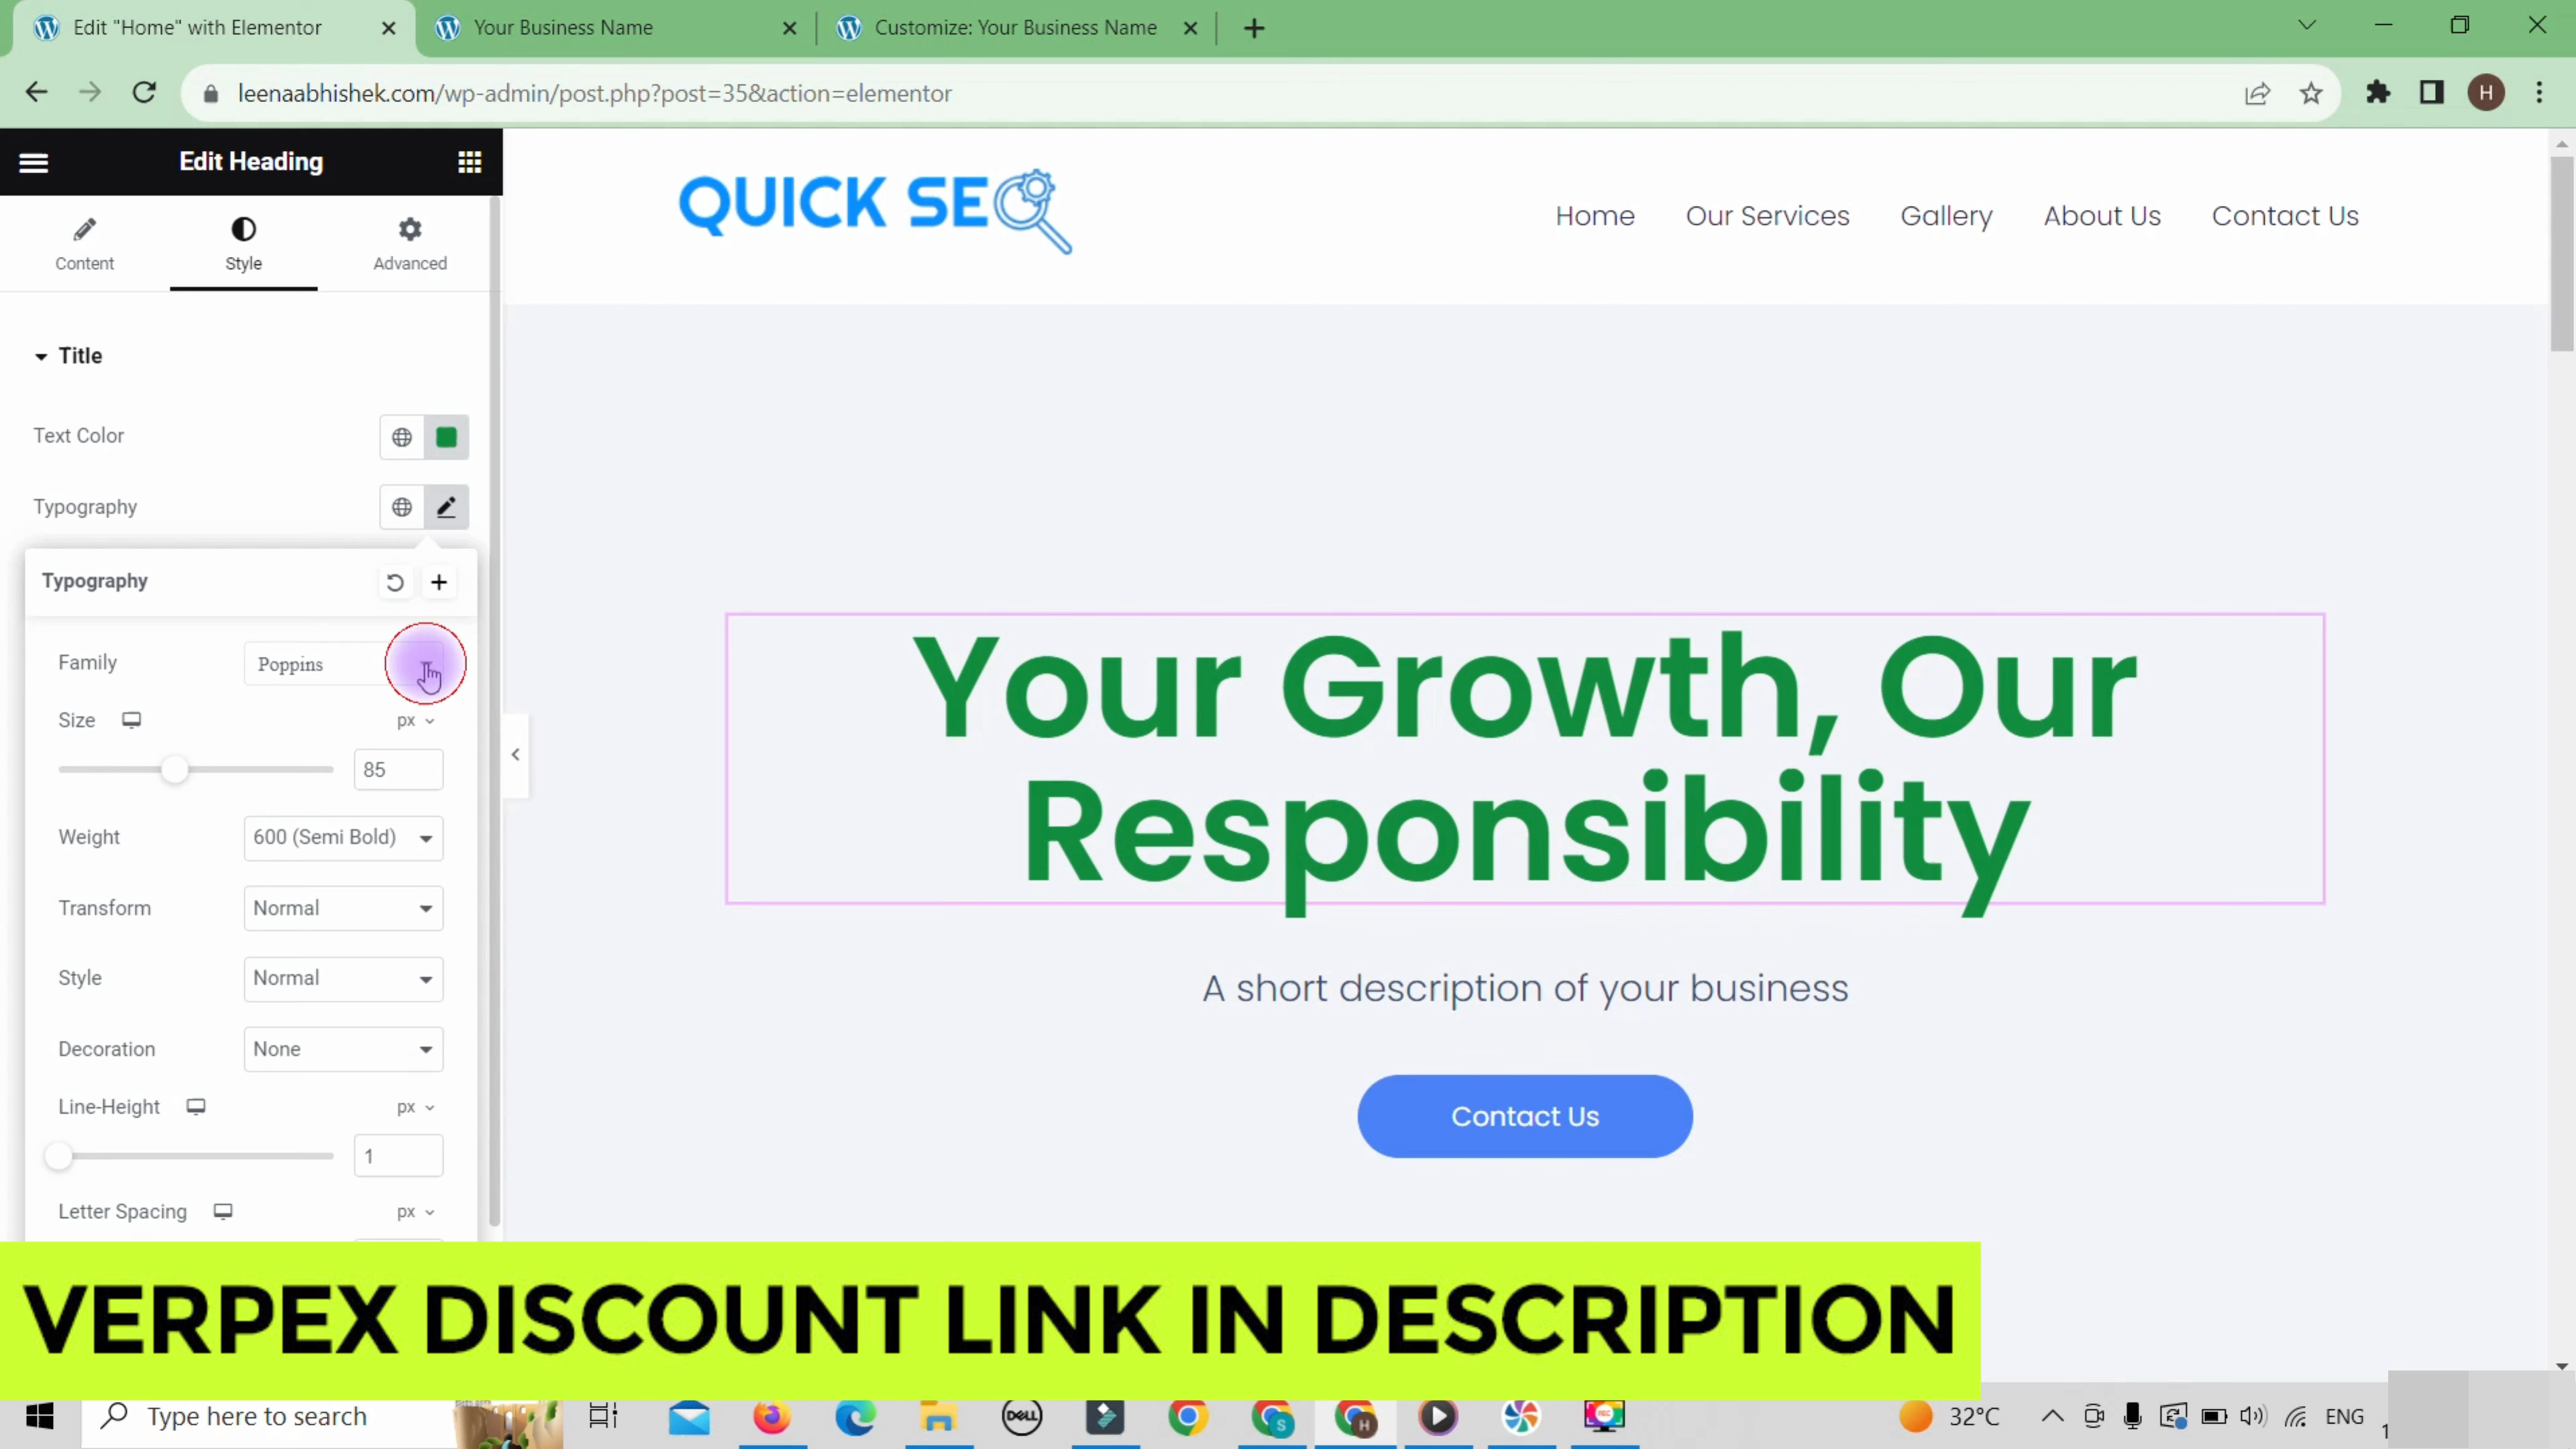 Edit "Home" with Elementor
Your Business Name
Customize: Your Business Name
leenaabhishek.com/wp-admin/post.php?post=35&action=elementor
H
Edit Heading
Content
Style
Advanced
QUICK SEO
Home
Our Services
Gallery
About Us
Contact Us
Title
Text Color
Typography
Typography
Family
Poppins
Size
px
85
Weight
600 (Semi Bold)
Transform
Normal
Style
Normal
Decoration
None
Line-Height
px
1
Letter Spacing
px
Your Growth, Our
Responsibility
A short description of your business
Contact Us
VERPEX DISCOUNT LINK IN DESCRIPTION
Type here to search
DELL
S
H
REC
32°C
ENG
1